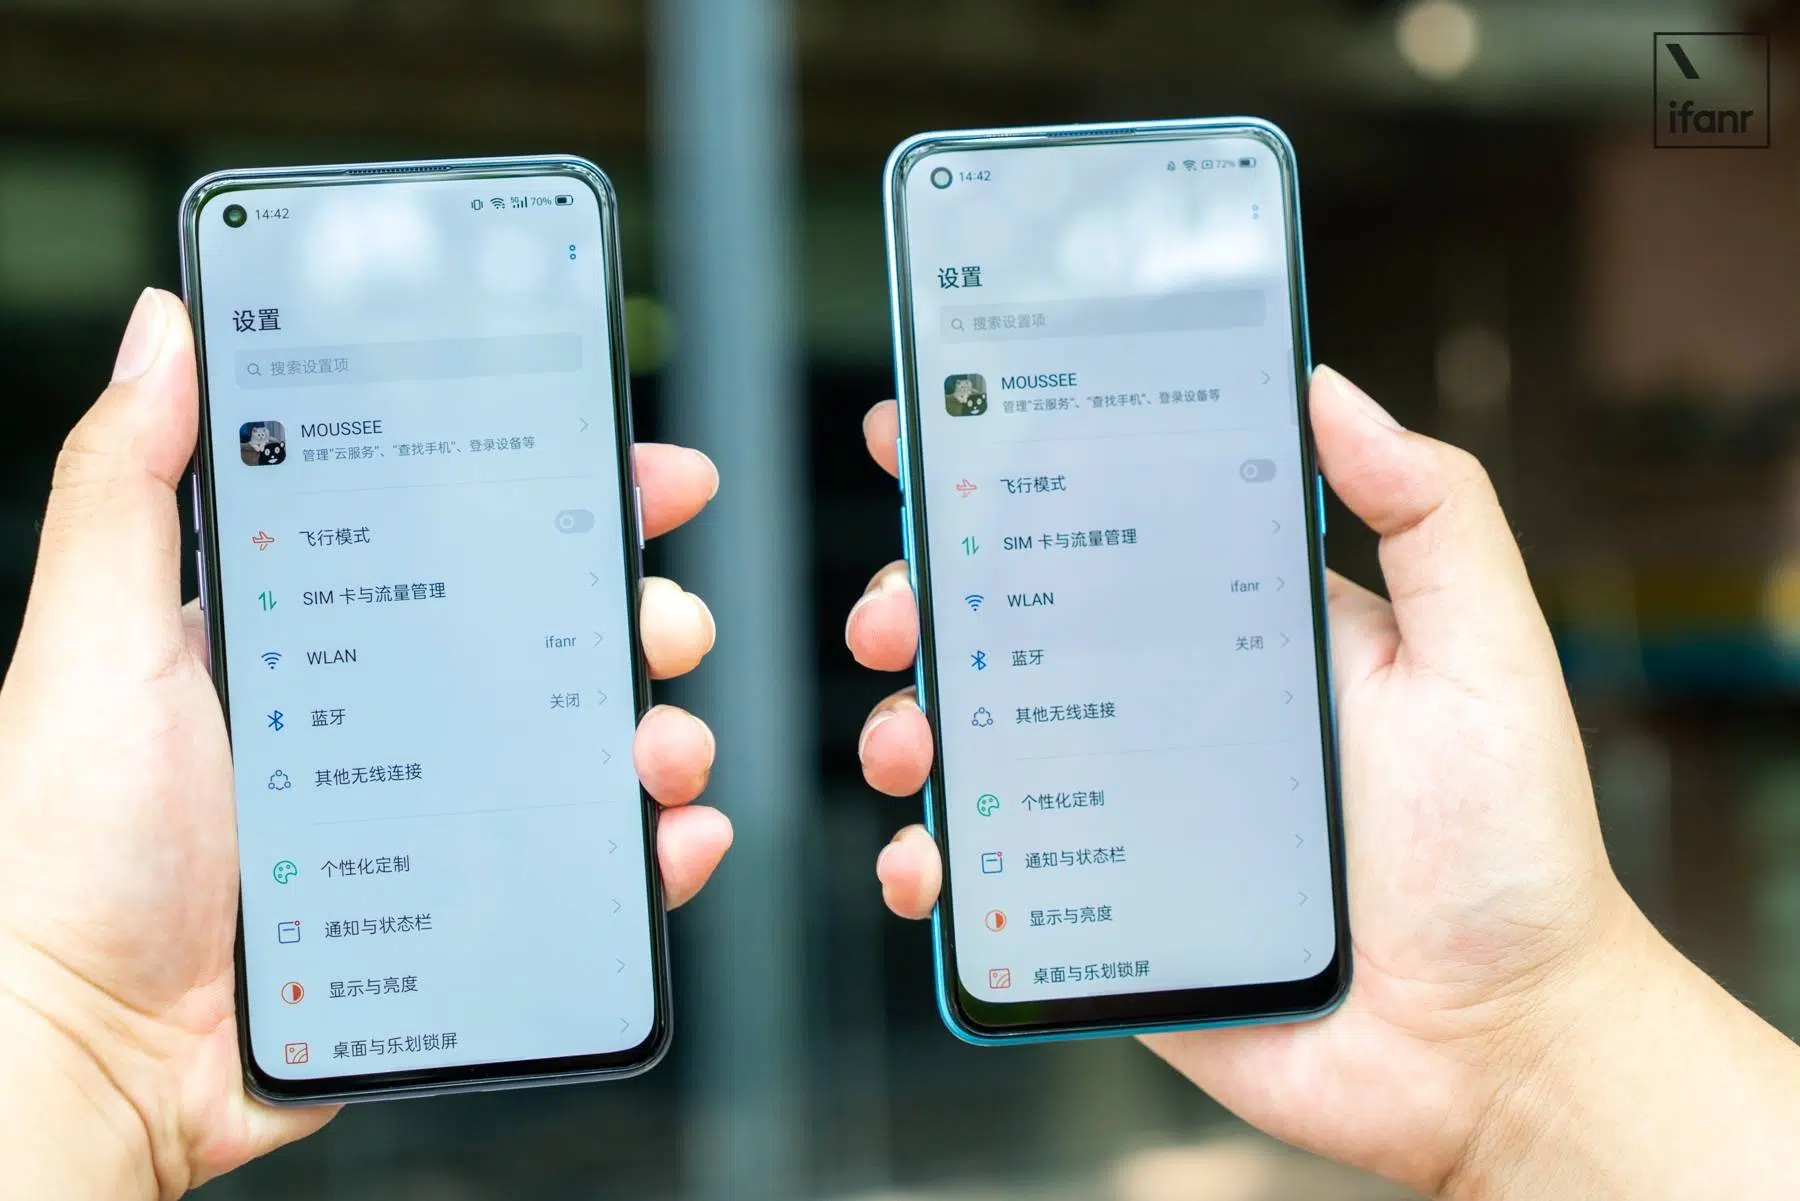 ifanr
14:42
5G 70%
设置
搜索设置项
MOUSSEE
管理“云服务”、“查找手机”、登录设备等
飞行模式
SIM 卡与流量管理
WLAN ifanr
蓝牙 关闭
其他无线连接
个性化定制
通知与状态栏
显示与亮度
桌面与乐划锁屏
14:42
72%
设置
搜索设置项
MOUSSEE
管理“云服务”、“查找手机”、登录设备等
飞行模式
SIM 卡与流量管理
WLAN ifanr
蓝牙 关闭
其他无线连接
个性化定制
通知与状态栏
显示与亮度
桌面与乐划锁屏